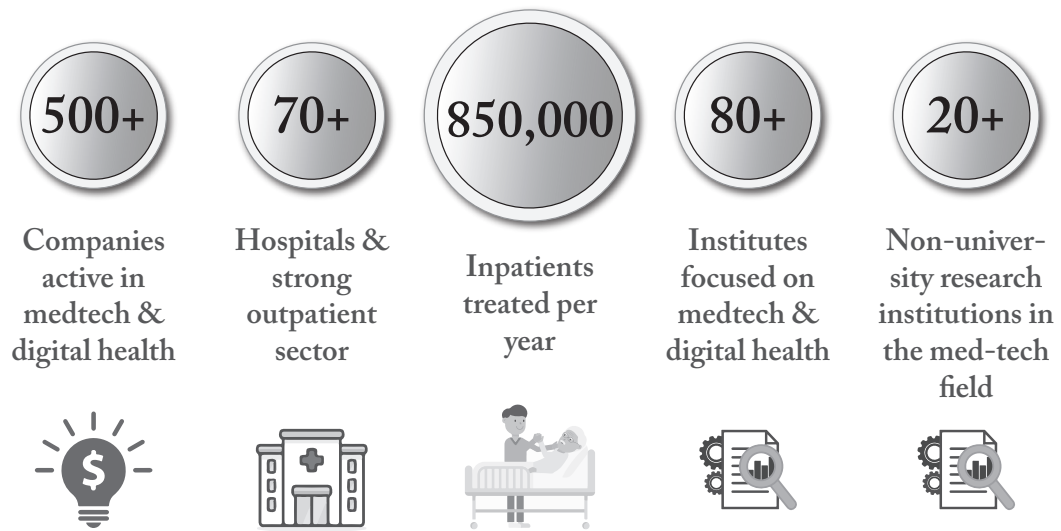 500+
Companies
active in
medtech &
digital health
70+
Hospitals &
strong
outpatient
sector
850,000
Inpatients
treated per
year
80+
Institutes
focused on
medtech &
digital health
20+
Non-univer-
sity research
institutions in
the med-tech
field
$